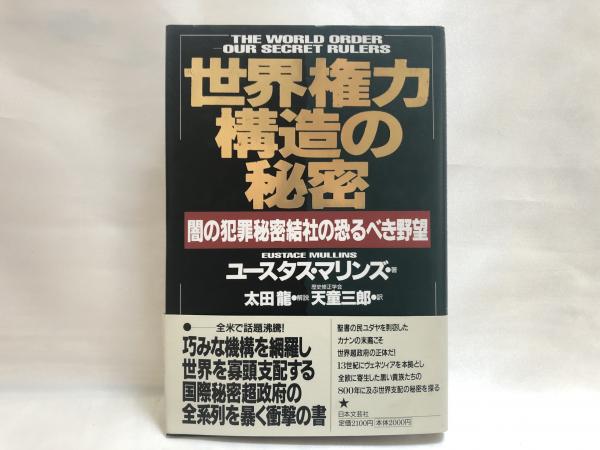 THE WORLD ORDER
OUR SECRET RULERS
世界権力
構造の
秘密
闇の犯罪秘密結社の恐るべき野望
EUSTACE MULLINS
ユースタス・マリンズ●著
歴史修正学会
太田 龍●解説 天童三郎●訳
●——全米で話題沸騰!
巧みな機構を網羅し
世界を寡頭支配する
国際秘密超政府の
全系列を暴く衝撃の書
聖書の民ユダヤを剽窃した
カナンの末裔こそ
世界超政府の正体だ!
13世紀にヴェネツィアを本拠とし
全欧に寄生した黒い貴族たちの
800年に及ぶ世界支配の秘密を探る
★
日本文芸社
定価2100円 本体2000円